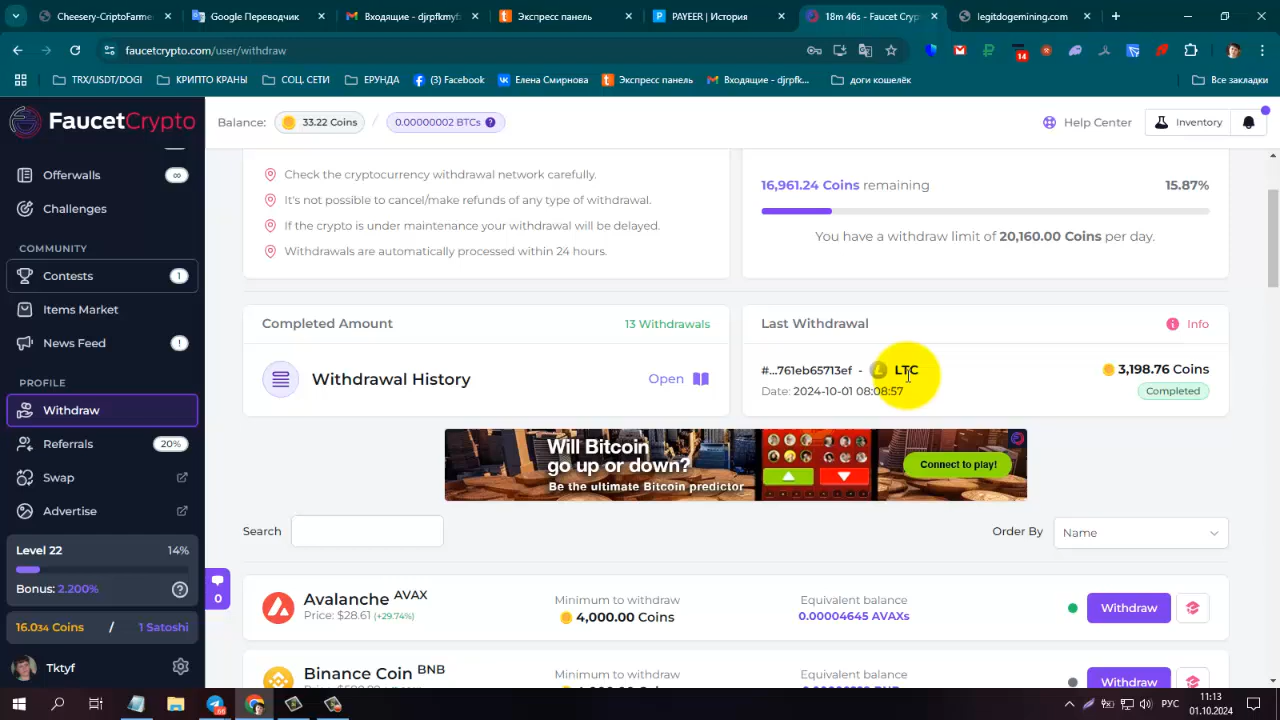 Cheesery-CriptoFarme
Google Переводчик
Входящие - djrpfkmyf
Экспресс панель
PAYEER | История
18m 46s - Faucet Cryp
legitdogemining.com
faucetcrypto.com/user/withdraw
14
TRX/USDT/DOGI
КРИПТО КРАНЫ
СОЦ. СЕТИ
ЕРУНДА
(3) Facebook
Елена Смирнова
Экспресс панель
Входящие - djrpfk...
доги кошелёк
Все закладки
FaucetCrypto
Balance:
33.22 Coins
/
0.00000002 BTCs
Help Center
Inventory
Offerwalls
∞
Challenges
COMMUNITY
Contests
1
Items Market
News Feed
!
PROFILE
Withdraw
Referrals
20%
Swap
Advertise
Level 22
14%
Bonus: 2.200%
16.034 Coins / 1 Satoshi
Tktyf
0
Check the cryptocurrency withdrawal network carefully.
It's not possible to cancel/make refunds of any type of withdrawal.
If the crypto is under maintenance your withdrawal will be delayed.
Withdrawals are automatically processed within 24 hours.
16,961.24 Coins remaining
15.87%
You have a withdraw limit of 20,160.00 Coins per day.
Completed Amount
13 Withdrawals
Withdrawal History
Open
Last Withdrawal
Info
#...761eb65713ef - LTC
3,198.76 Coins
Date: 2024-10-01 08:08:57
Completed
Will Bitcoin
go up or down?
Be the ultimate Bitcoin predictor
Connect to play!
Search
Order By
Name
Avalanche AVAX
Price: $28.61 (+29.74%)
Minimum to withdraw
4,000.00 Coins
Equivalent balance
0.00004645 AVAXs
Withdraw
Binance Coin BNB
Minimum to withdraw
Equivalent balance
Withdraw
РУС
11:13
01.10.2024